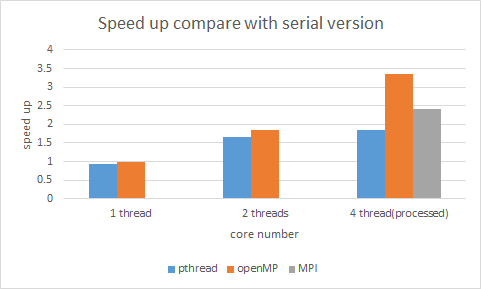 Speed up compare with serial version
4
3.5
3
2.5
2
1.5
1
0.5
0
speed up
1 thread 2 threads 4 thread(processed)
core number
pthread openMP MPI